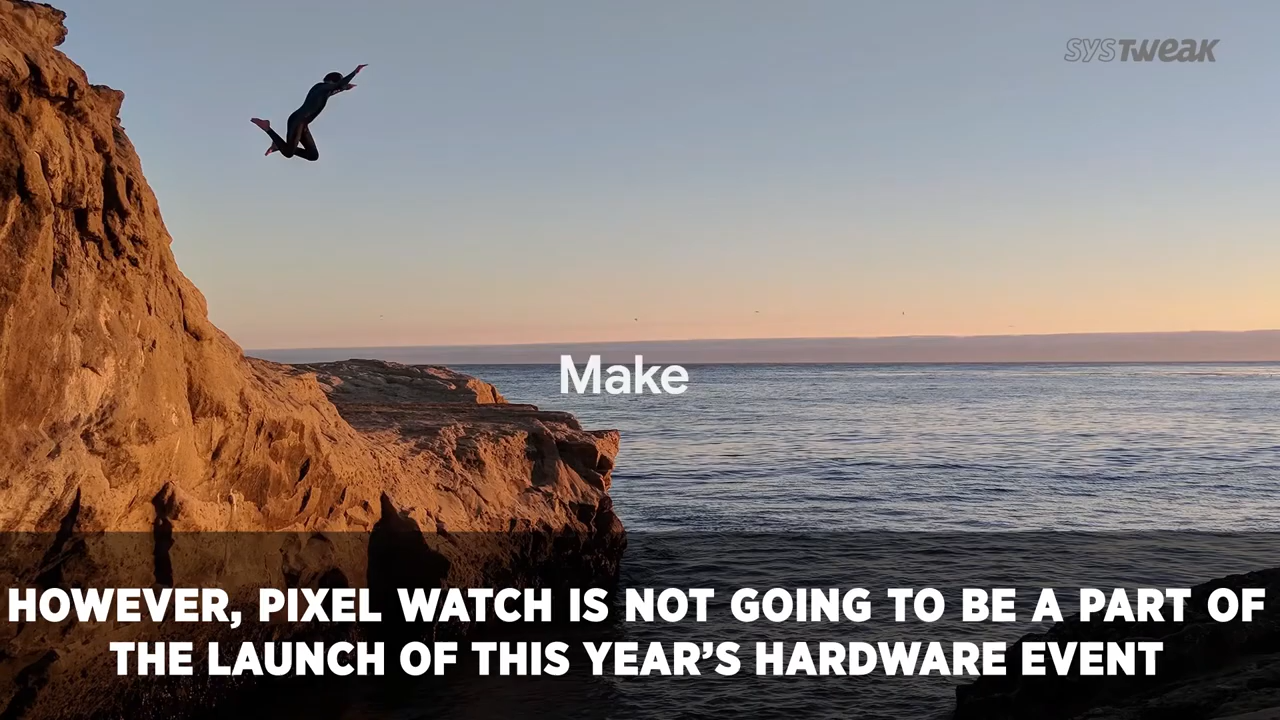 SYSTWEAK
Make
HOWEVER, PIXEL WATCH IS NOT GOING TO BE A PART OF
THE LAUNCH OF THIS YEAR’S HARDWARE EVENT